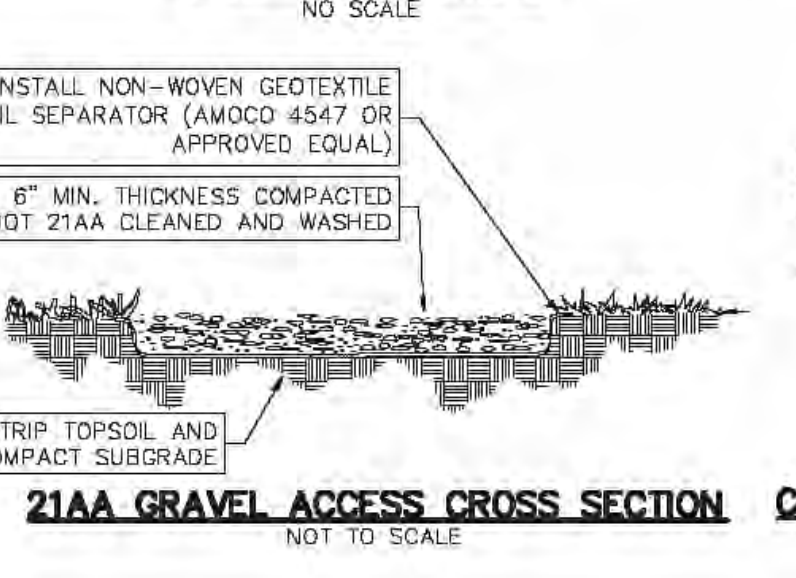 NO SCALE
NSTALL NON-WOVEN GEOTEXTILE
IL SEPARATOR (AMOCO 4547 OR
APPROVED EQUAL)
6" MIN. THICKNESS COMPACTED
OT 21AA CLEANED AND WASHED
TRIP TOPSOIL AND
OMPACT SUBGRADE
21AA GRAVEL ACCESS CROSS SECTION C
NOT TO SCALE